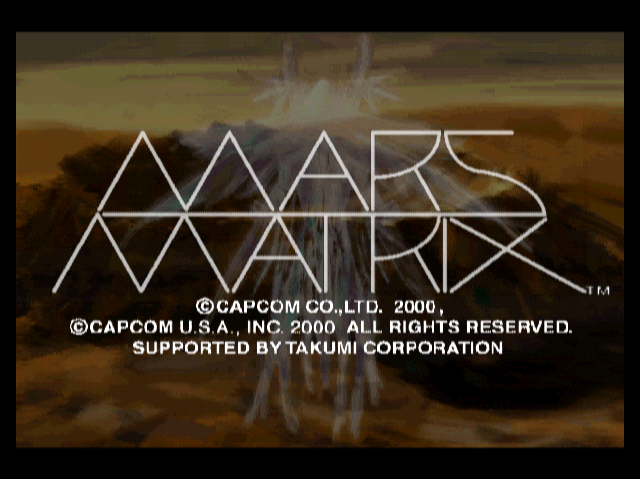 MARS
MATRIX TM
©CAPCOM CO.,LTD. 2000,
©CAPCOM U.S.A., INC. 2000 ALL RIGHTS RESERVED.
SUPPORTED BY TAKUMI CORPORATION